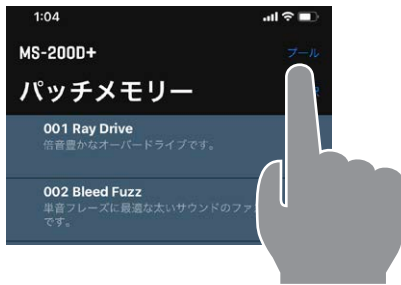 1:04
MS-200D+
プール
パッチメモリー
001 Ray Drive
倍音豊かなオーバードライブです。
002 Bleed Fuzz
単音フレーズに最適な太いサウンドのファ
です。